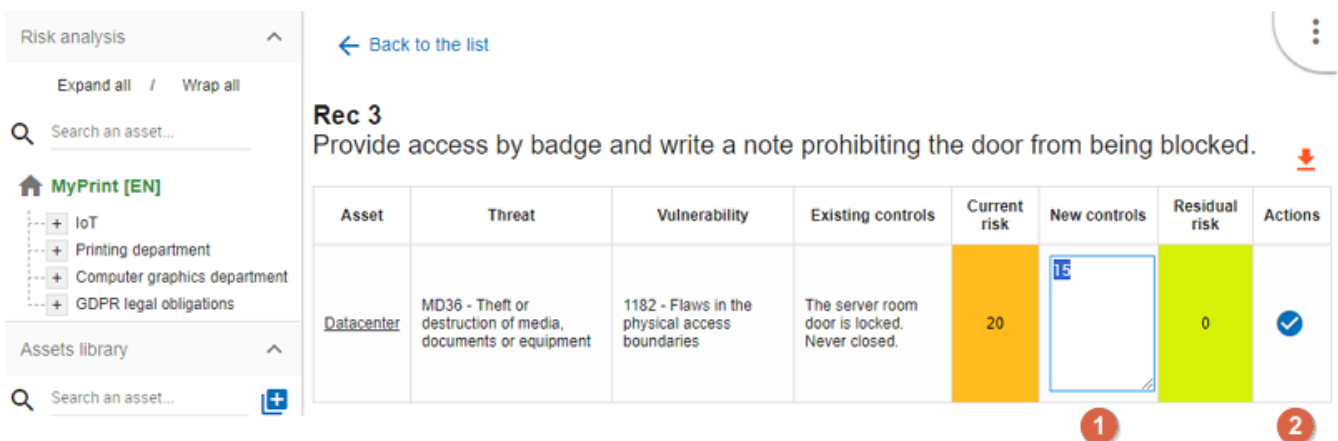 Risk analysis
Expand all / Wrap all
Search an asset...
MyPrint [EN]
+ IoT
+ Printing department
+ Computer graphics department
+ GDPR legal obligations
Assets library
Search an asset...
Back to the list
Rec 3
Provide access by badge and write a note prohibiting the door from being blocked.
Asset
Threat
Vulnerability
Existing controls
Current
risk
New controls
Residual
risk
Actions
Datacenter
MD36 - Theft or
destruction of media,
documents or equipment
1182 - Flaws in the
physical access
boundaries
The server room
door is locked.
Never closed.
20
15
0
1
2